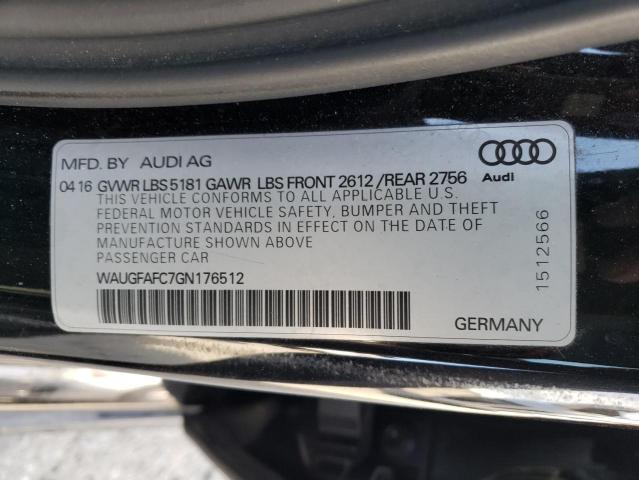 MFD. BY AUDI AG
04 16 GVWR LBS 5181 GAWR LBS FRONT 2612 /REAR 2756
Audi
THIS VEHICLE CONFORMS TO ALL APPLICABLE U.S.
FEDERAL MOTOR VEHICLE SAFETY, BUMPER AND THEFT
PREVENTION STANDARDS IN EFFECT ON THE DATE OF
MANUFACTURE SHOWN ABOVE
PASSENGER CAR
WAUGFAFC7GN176512
GERMANY
1512566